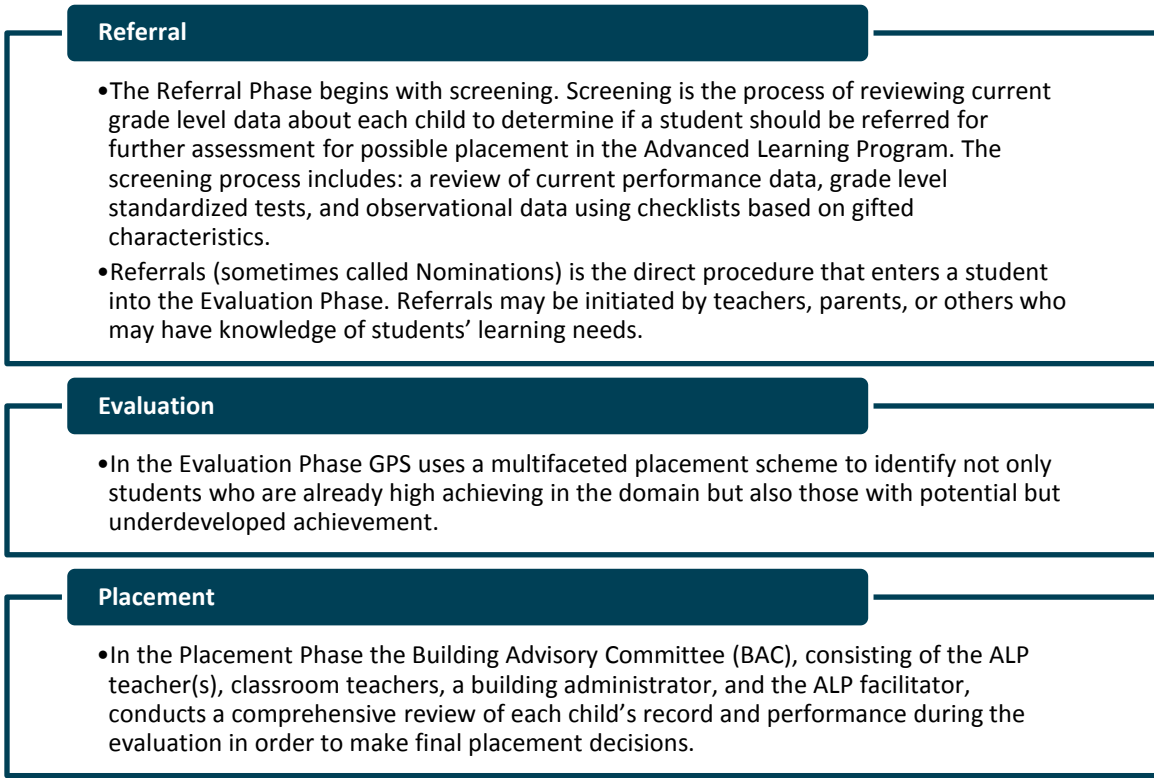 Referral
•The Referral Phase begins with screening. Screening is the process of reviewing current
grade level data about each child to determine if a student should be referred for
further assessment for possible placement in the Advanced Learning Program. The
screening process includes: a review of current performance data, grade level
standardized tests, and observational data using checklists based on gifted
characteristics.
•Referrals (sometimes called Nominations) is the direct procedure that enters a student
into the Evaluation Phase. Referrals may be initiated by teachers, parents, or others who
may have knowledge of students’ learning needs.
Evaluation
•In the Evaluation Phase GPS uses a multifaceted placement scheme to identify not only
students who are already high achieving in the domain but also those with potential but
underdeveloped achievement.
Placement
•In the Placement Phase the Building Advisory Committee (BAC), consisting of the ALP
teacher(s), classroom teachers, a building administrator, and the ALP facilitator,
conducts a comprehensive review of each child’s record and performance during the
evaluation in order to make final placement decisions.